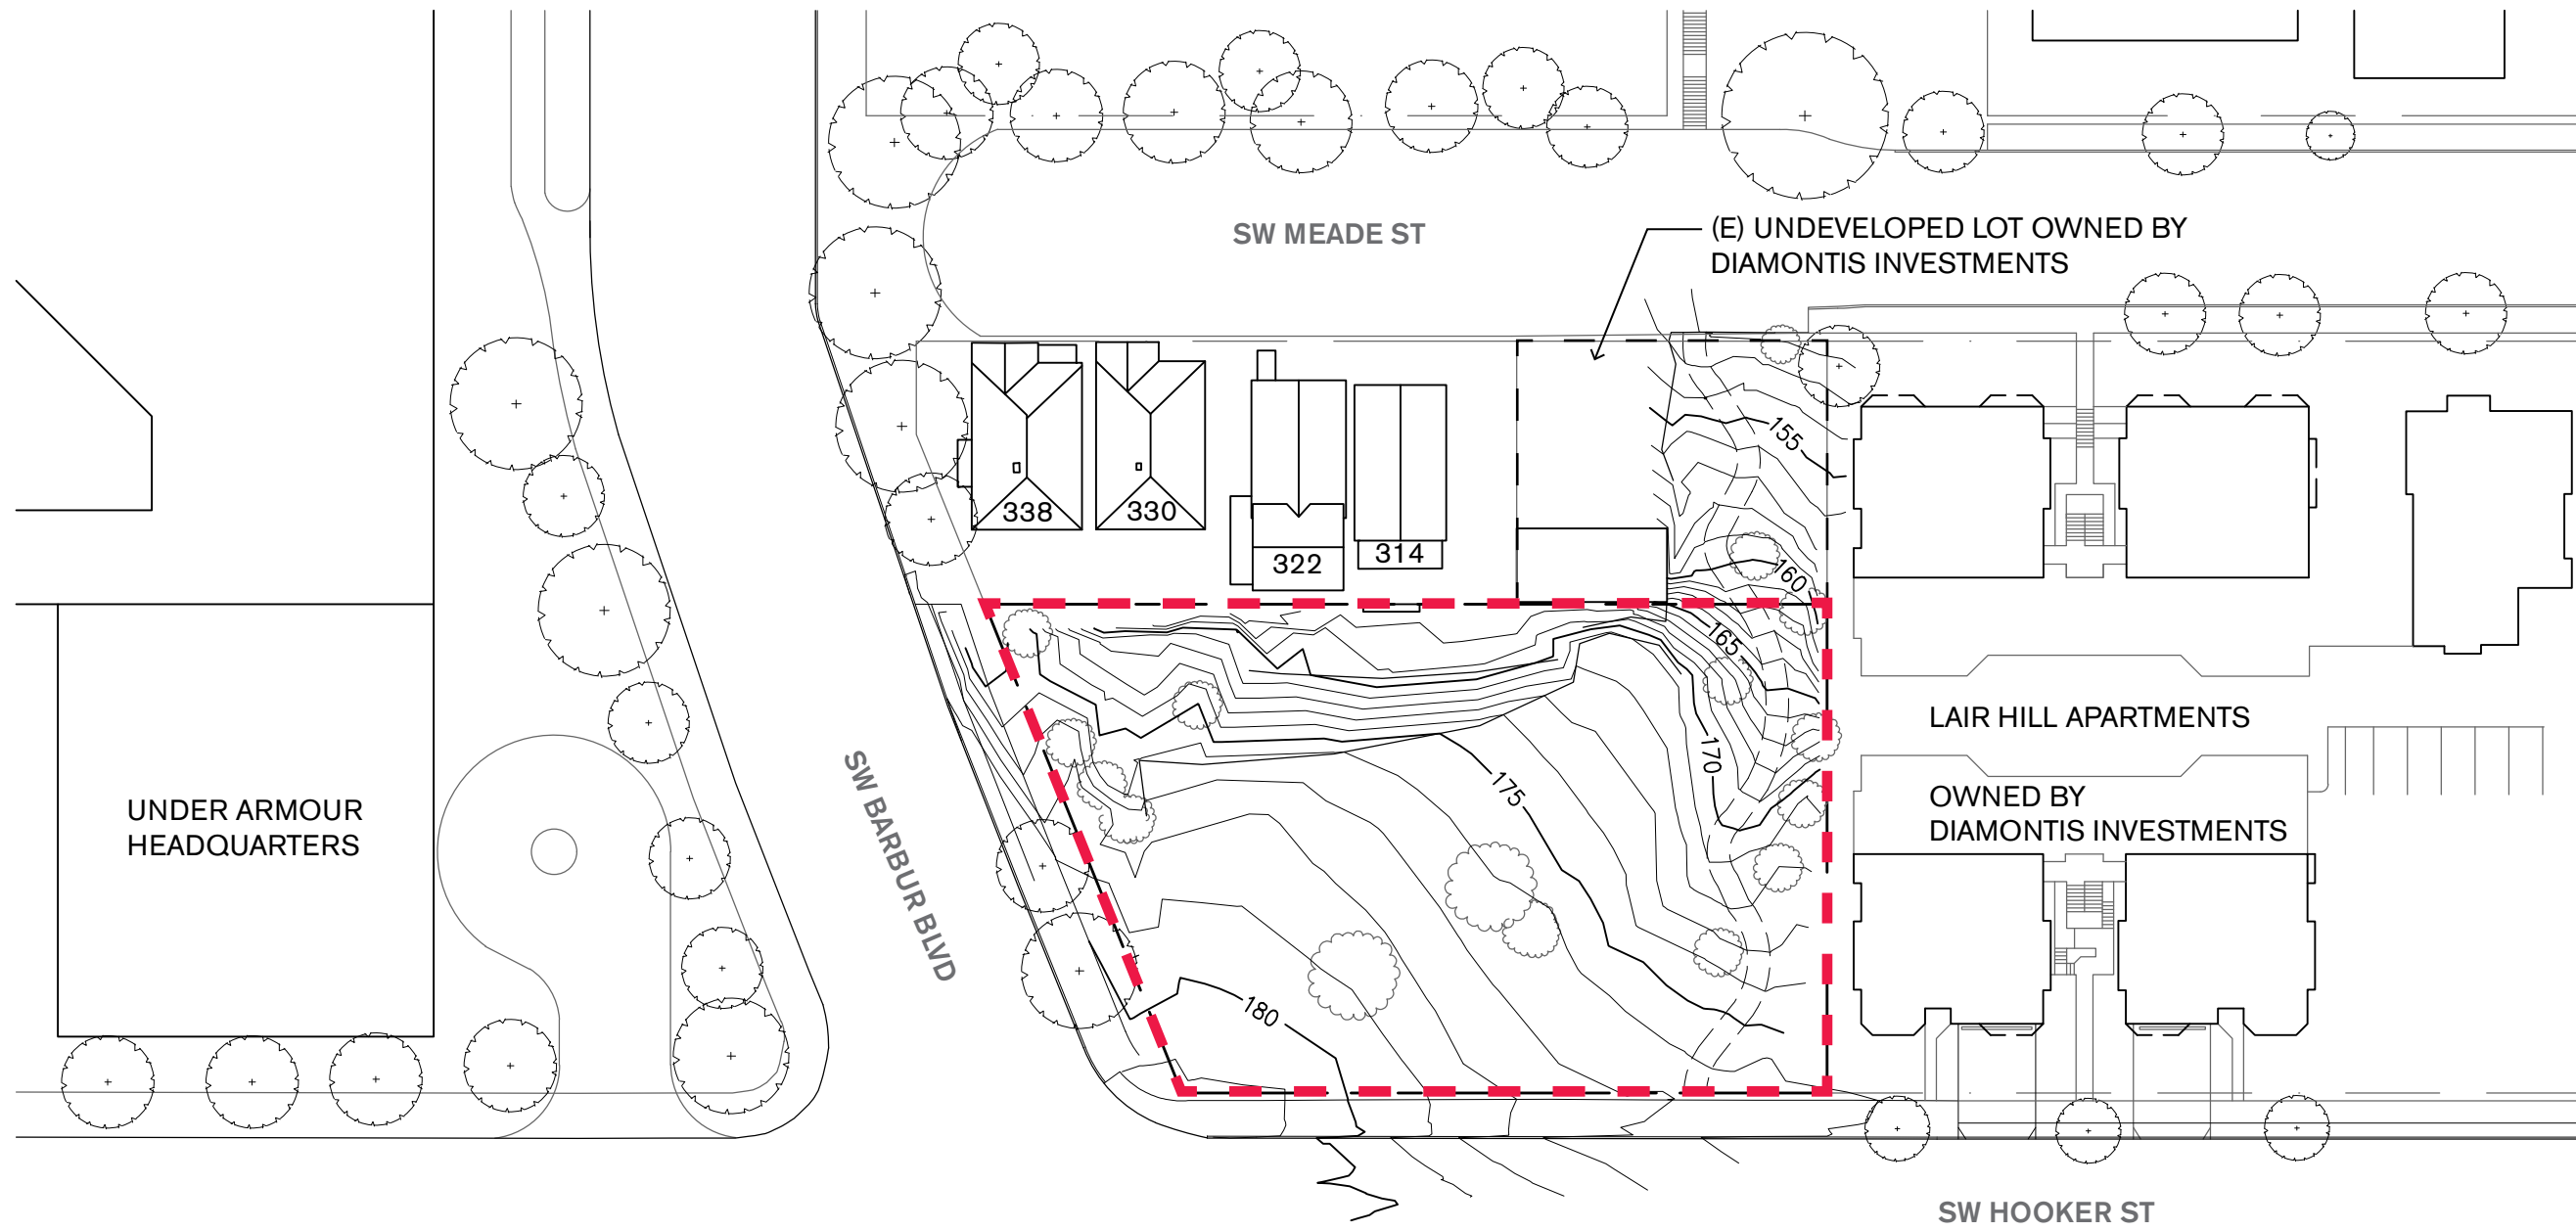 SW MEADE ST
(E) UNDEVELOPED LOT OWNED BY
DIAMONTIS INVESTMENTS
155
338
330
322
314
160
165
170
175
180
LAIR HILL APARTMENTS
OWNED BY
DIAMONTIS INVESTMENTS
UNDER ARMOUR
HEADQUARTERS
SW BARBUR BLVD
SW HOOKER ST